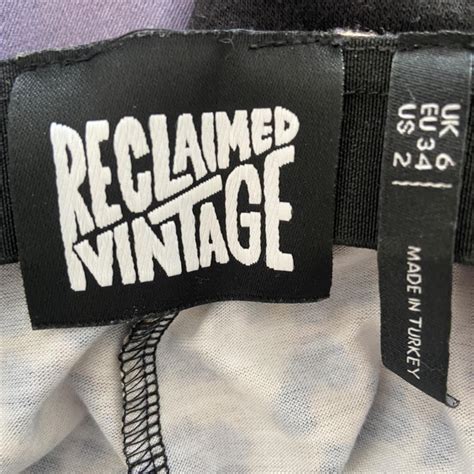 RECLAIMED
VINTAGE
UK 6
EU 34
US 2
MADE IN TURKEY